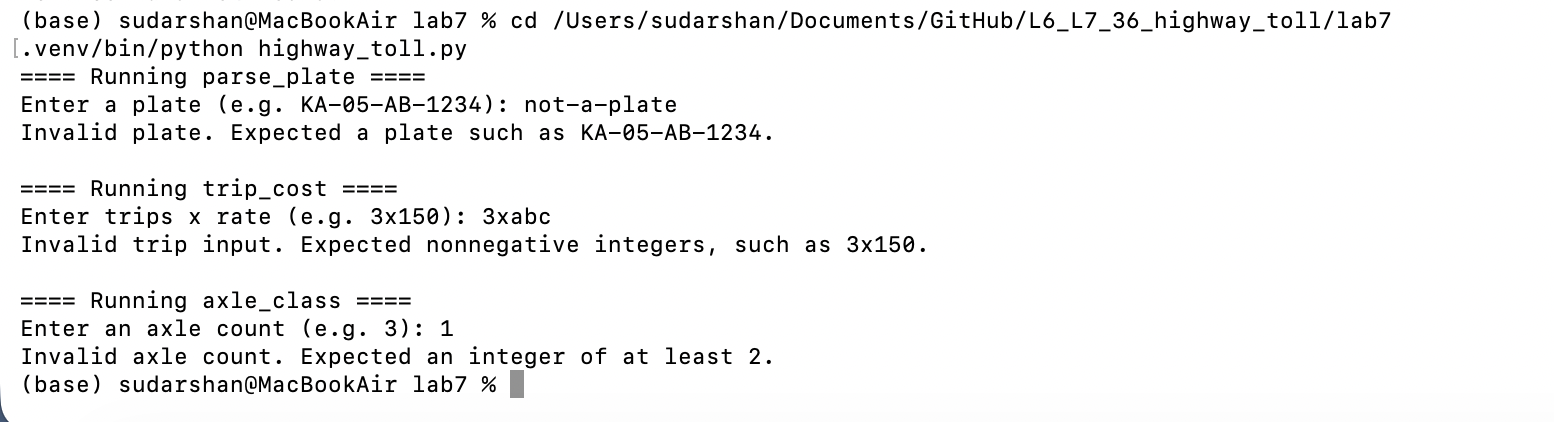 (base) sudarshan@MacBookAir lab7 % cd /Users/sudarshan/Documents/GitHub/L6_L7_36_highway_toll/lab7
[.venv/bin/python highway_toll.py
==== Running parse_plate ====
Enter a plate (e.g. KA-05-AB-1234): not-a-plate
Invalid plate. Expected a plate such as KA-05-AB-1234.

==== Running trip_cost ====
Enter trips x rate (e.g. 3x150): 3xabc
Invalid trip input. Expected nonnegative integers, such as 3x150.

==== Running axle_class ====
Enter an axle count (e.g. 3): 1
Invalid axle count. Expected an integer of at least 2.
(base) sudarshan@MacBookAir lab7 %